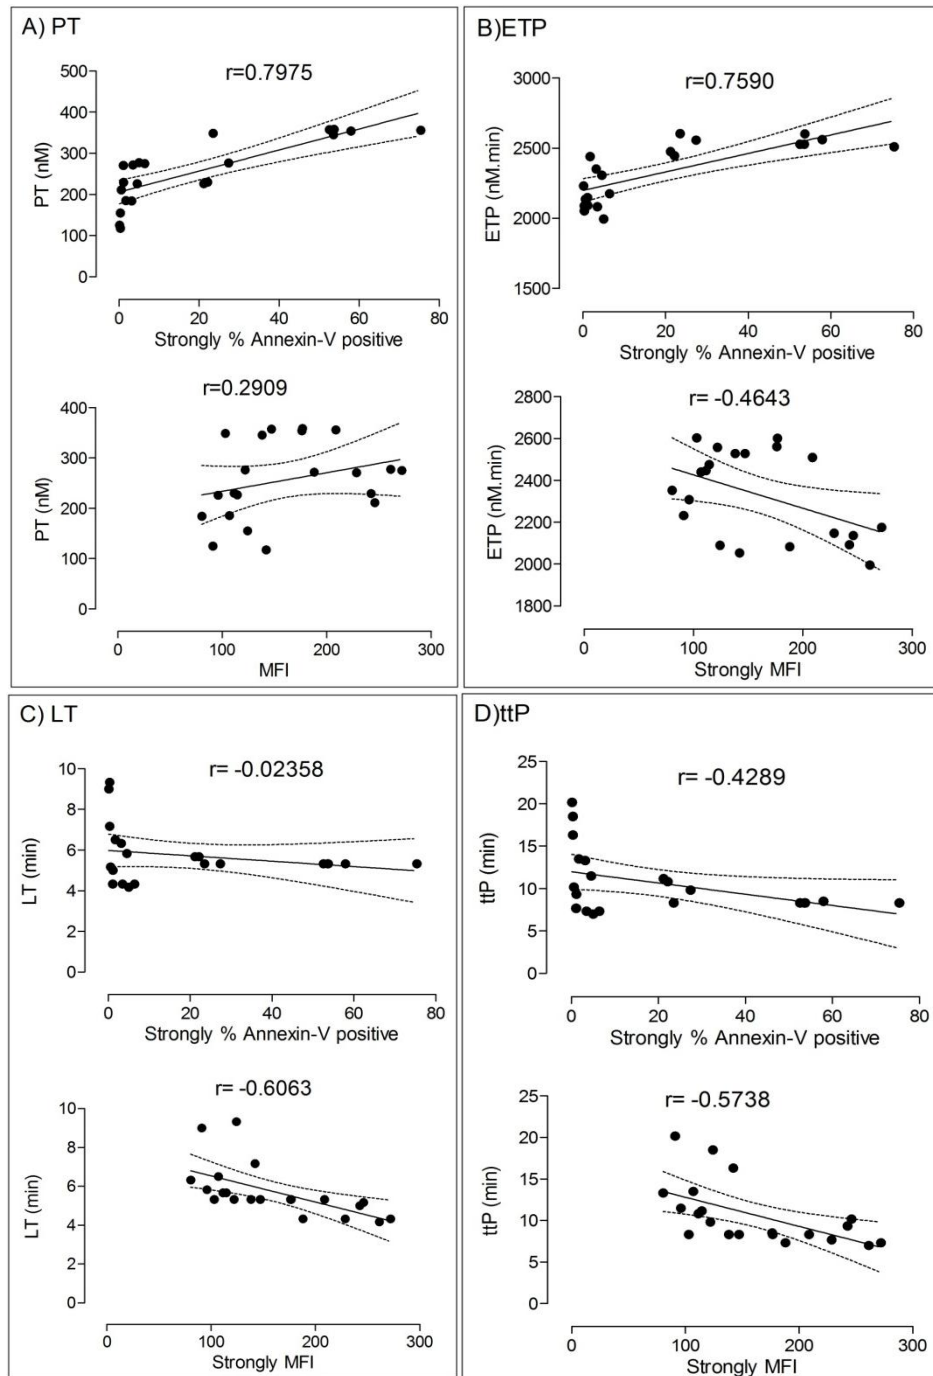 A) PT
r=0.7975
500
400
300
200
100
0
PT (nM)
0 20 40 60 80
Strongly % Annexin-V positive
r=0.2909
400
300
200
100
0
PT (nM)
0 100 200 300
MFI
B)ETP
r=0.7590
3000
2500
2000
1500
ETP (nM.min)
0 20 40 60 80
Strongly % Annexin-V positive
r= -0.4643
2800
2600
2400
2200
2000
1800
ETP (nM.min)
0 100 200 300
Strongly MFI
C) LT
r= -0.02358
10
8
6
4
2
0
LT (min)
0 20 40 60 80
Strongly % Annexin-V positive
r= -0.6063
10
8
6
4
2
0
LT (min)
0 100 200 300
Strongly MFI
D)ttP
r= -0.4289
25
20
15
10
5
0
ttP (min)
0 20 40 60 80
Strongly % Annexin-V positive
r= -0.5738
25
20
15
10
5
0
ttP (min)
0 100 200 300
Strongly MFI